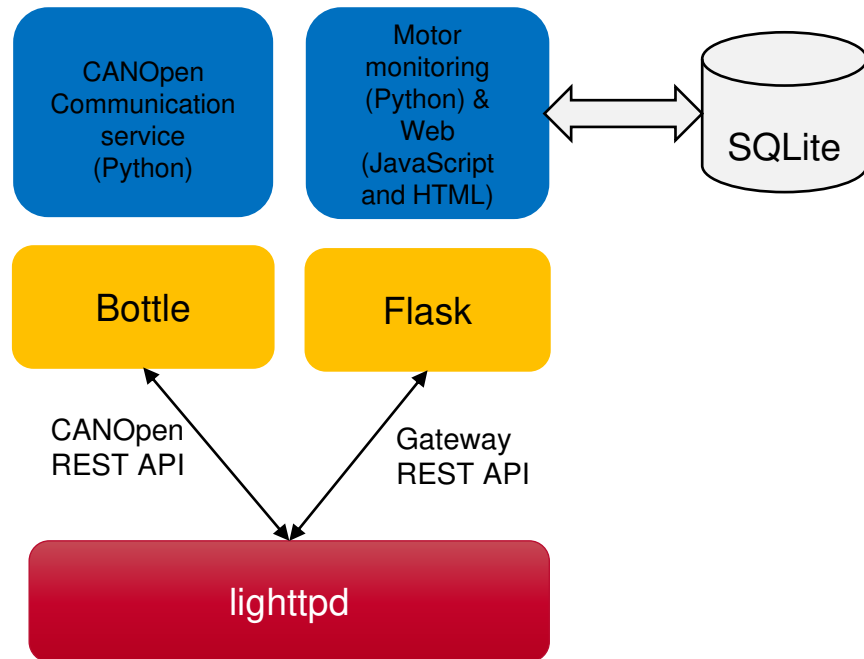 CANOpen
Communication
service
(Python)
Motor
monitoring
(Python) &
Web
(JavaScript
and HTML)
SQLite
Bottle
Flask
CANOpen
REST API
Gateway
REST API
lighttpd